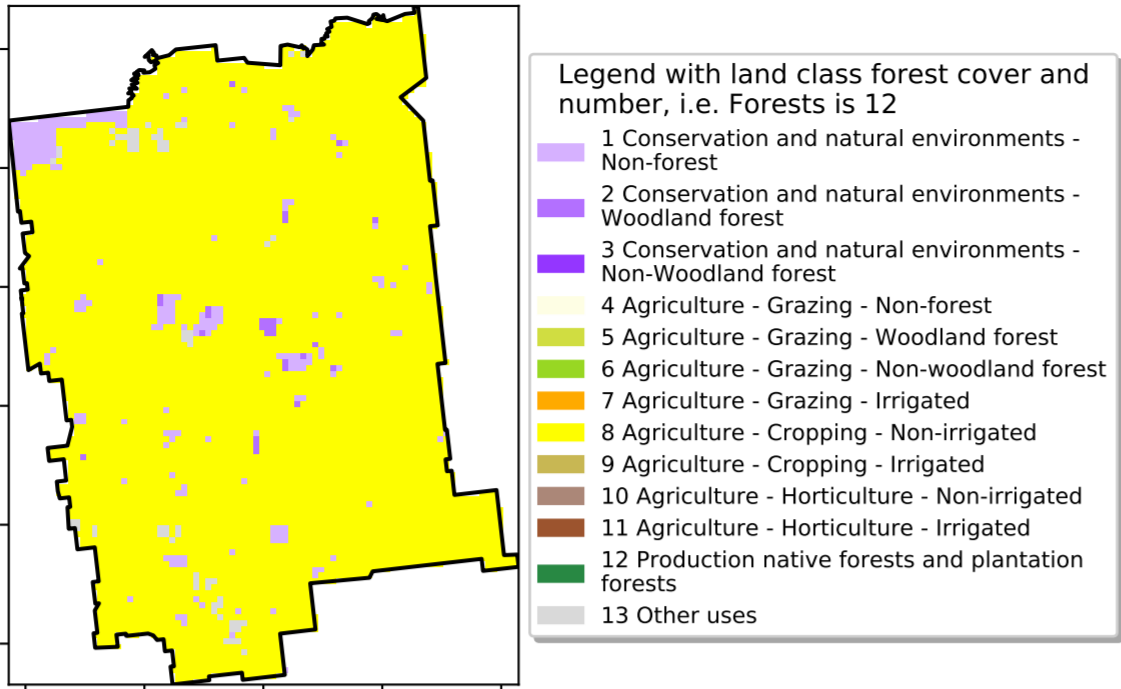 Legend with land class forest cover and
number, i.e. Forests is 12
1 Conservation and natural environments -
Non-forest
2 Conservation and natural environments -
Woodland forest
3 Conservation and natural environments -
Non-Woodland forest
4 Agriculture - Grazing - Non-forest
5 Agriculture - Grazing - Woodland forest
6 Agriculture - Grazing - Non-woodland forest
7 Agriculture - Grazing - Irrigated
8 Agriculture - Cropping - Non-irrigated
9 Agriculture - Cropping - Irrigated
10 Agriculture - Horticulture - Non-irrigated
11 Agriculture - Horticulture - Irrigated
12 Production native forests and plantation
forests
13 Other uses